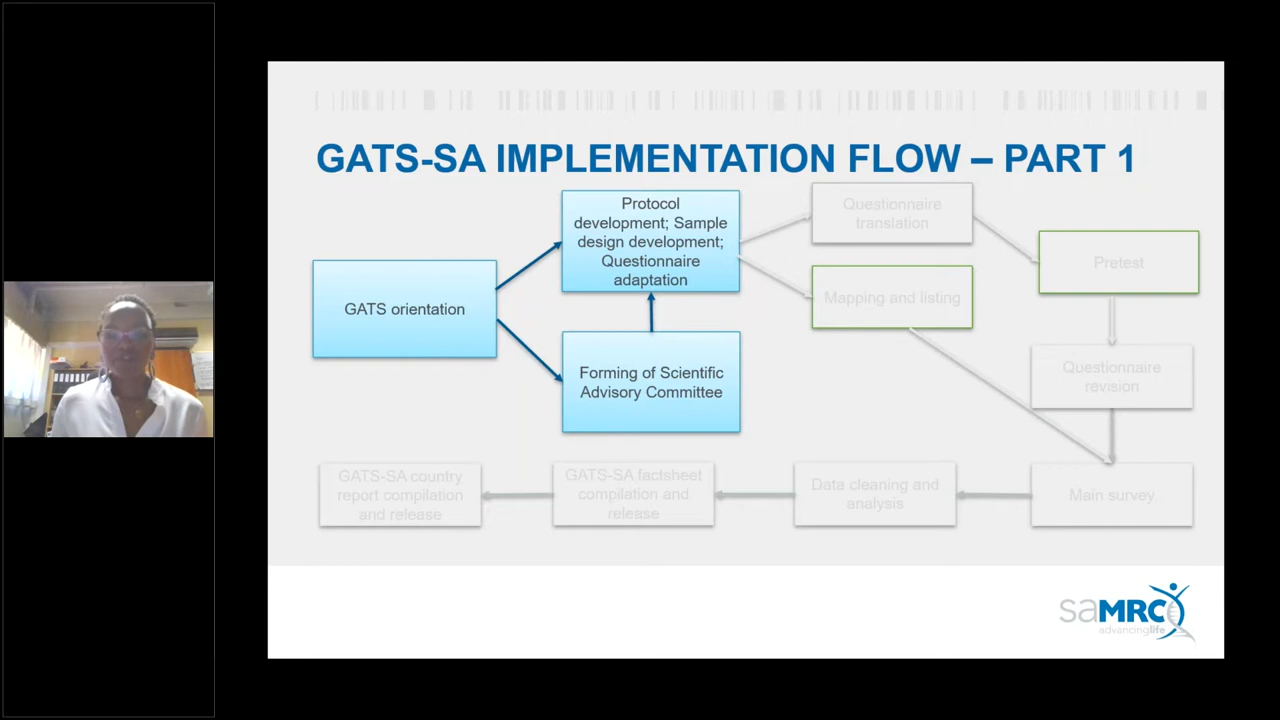 GATS-SA IMPLEMENTATION FLOW – PART 1
GATS orientation
Protocol
development; Sample
design development;
Questionnaire
adaptation
Forming of Scientific
Advisory Committee
Questionnaire
translation
Mapping and listing
Pretest
Questionnaire
revision
Main survey
Data cleaning and
analysis
GATS-SA factsheet
compilation and
release
GATS-SA country
report compilation
and release
saMRC
advancinglife